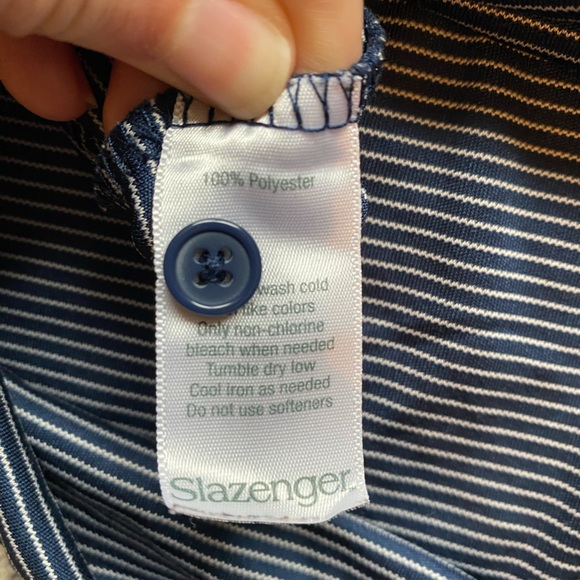 100% Polyester
wash cold
like colors
Only non-chlorine
bleach when needed
Tumble dry low
Cool iron as needed
Do not use softeners
Slazenger